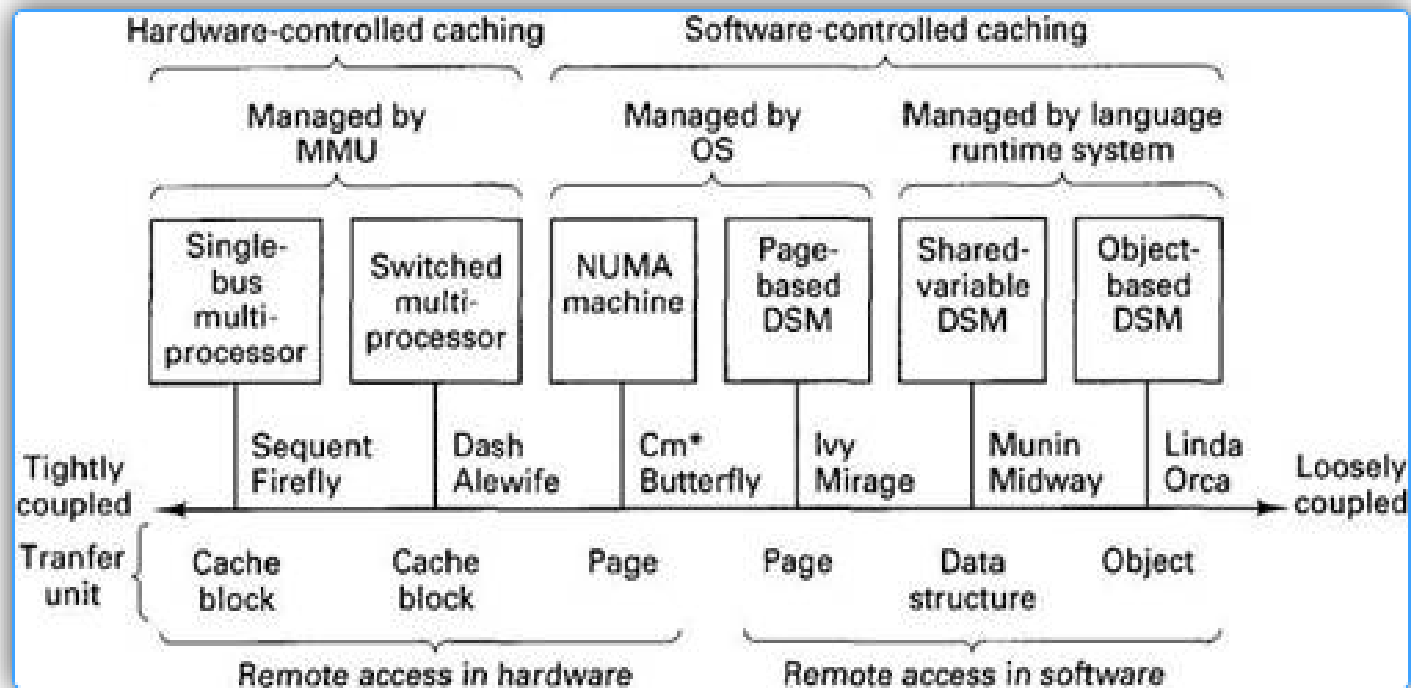 Hardware-controlled caching
Software-controlled caching
Managed by
MMU
Managed by
OS
Managed by language
runtime system
Single-
bus
multi-
processor
Switched
multi-
processor
NUMA
machine
Page-
based
DSM
Shared-
variable
DSM
Object-
based
DSM
Sequent
Firefly
Dash
Alewife
Cm*
Butterfly
Ivy
Mirage
Munin
Midway
Linda
Orca
Tightly
coupled
Loosely
coupled
Tranfer
unit
Cache
block
Cache
block
Page
Page
Data
structure
Object
Remote access in hardware
Remote access in software